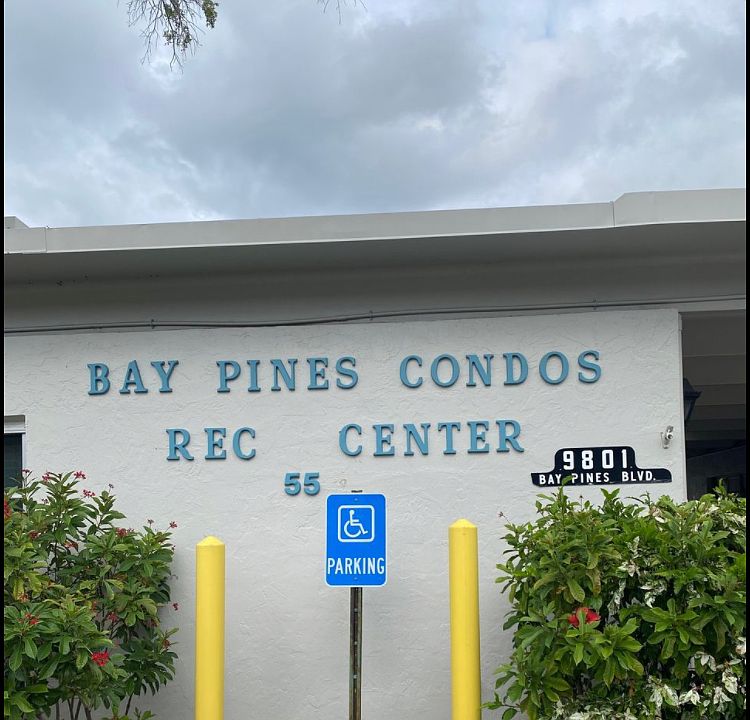 BAY PINES CONDOS
REC CENTER
55
9801
BAY PINES BLVD.
PARKING